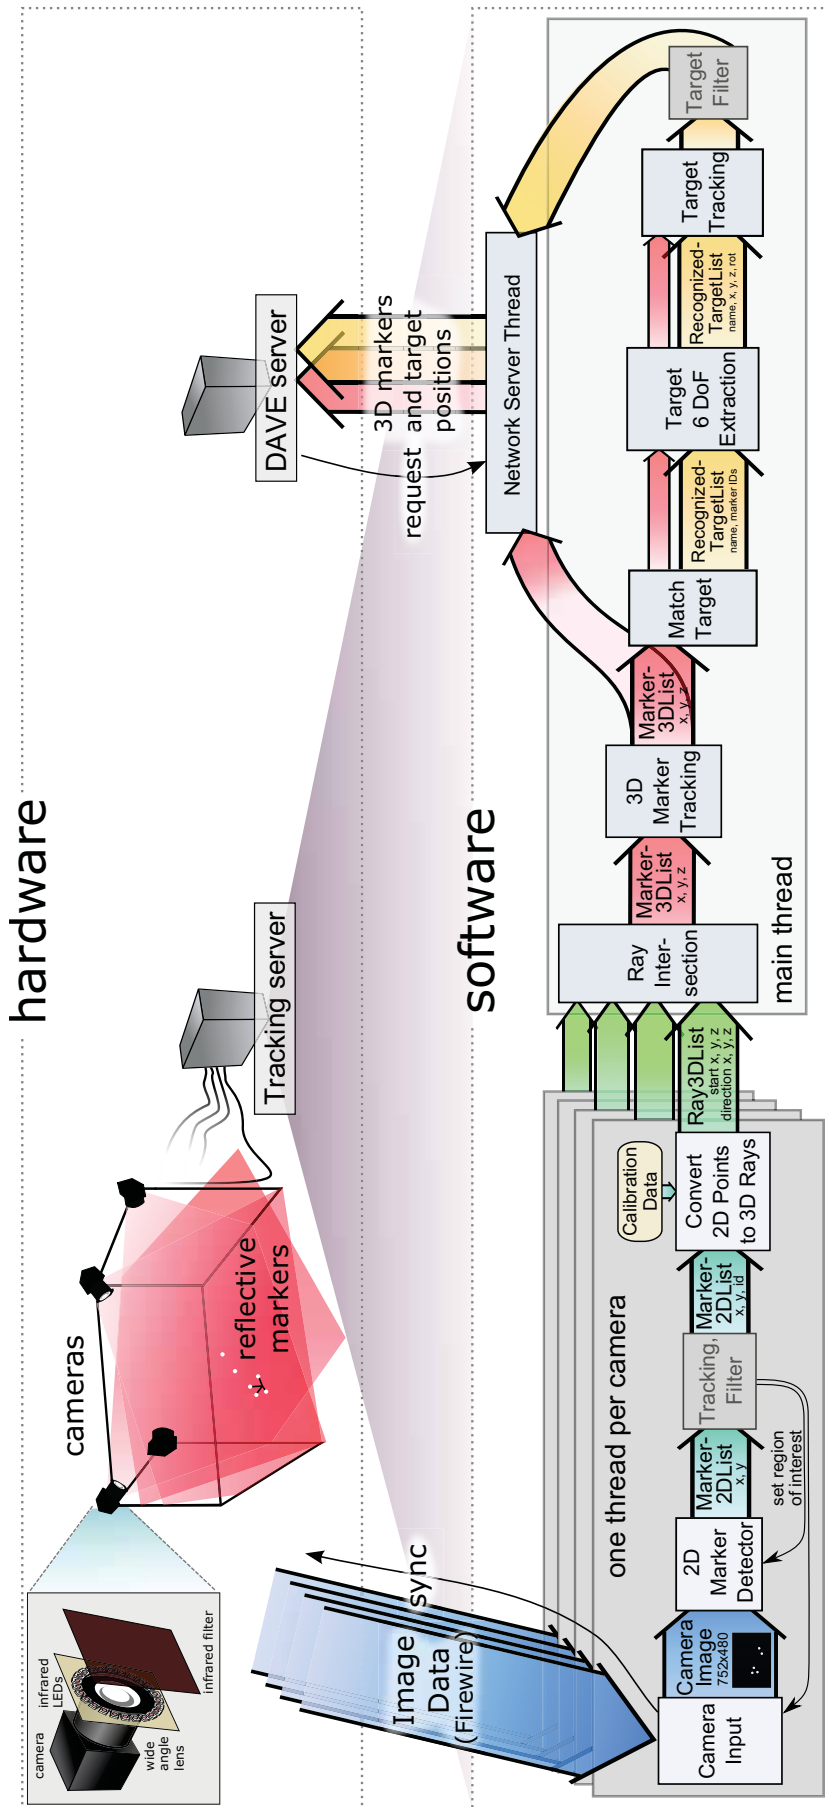 hardware
camera
infrared
LEDs
wide
angle
lens
infrared filter
cameras
reflective
markers
Tracking server
DAVE server
Image
Data
(Firewire)
sync
request
3D markers
and target
positions
software
one thread per camera
Camera
Input
Camera
Image
752x480
2D
Marker
Detector
Marker-
2DList
x, y
Tracking,
Filter
set region
of interest
Marker-
2DList
x, y, id
Calibration
Data
Convert
2D Points
to 3D Rays
Ray3DList
start x, y, z
direction x, y, z
main thread
Ray
Inter-
section
Marker-
3DList
x, y, z
3D
Marker
Tracking
Marker-
3DList
x, y, z
Network Server Thread
Match
Target
Recognized-
TargetList
name, marker IDs
Target
6 DoF
Extraction
Recognized-
TargetList
name, x, y, z, rot
Target
Tracking
Target
Filter